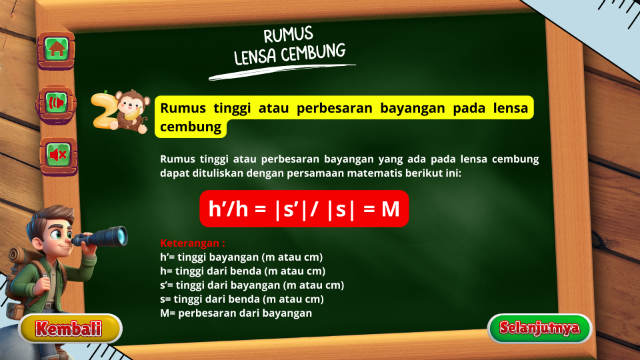 RUMUS
LENSA CEMBUNG
2
Rumus tinggi atau perbesaran bayangan pada lensa
cembung
Rumus tinggi atau perbesaran bayangan yang ada pada lensa cembung
dapat dituliskan dengan persamaan matematis berikut ini:
h’/h = |s’|/ |s| = M
Keterangan :
h’= tinggi bayangan (m atau cm)
h= tinggi dari benda (m atau cm)
s’= tinggi dari bayangan (m atau cm)
s= tinggi dari benda (m atau cm)
M= perbesaran dari bayangan
Kembali
Selanjutnya